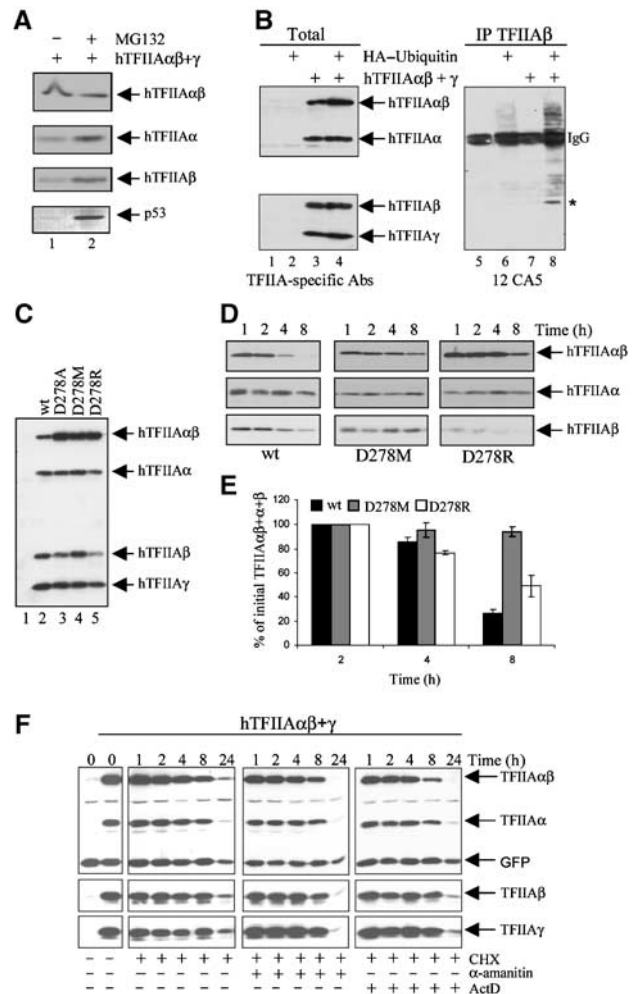 A
− + MG132
+ + hTFIIAαβ+γ
hTFIIAαβ
hTFIIAα
hTFIIAβ
p53
1 2
B
Total
IP TFIIAβ
+ + HA–Ubiquitin + +
+ + hTFIIAαβ + γ + +
hTFIIAαβ
hTFIIAα
IgG
hTFIIAβ
*
hTFIIAγ
1 2 3 4
5 6 7 8
TFIIA-specific Abs
12 CA5
C
wt D278A D278M D278R
hTFIIAαβ
hTFIIAα
hTFIIAβ
hTFIIAγ
1 2 3 4 5
D
1 2 4 8 1 2 4 8 1 2 4 8 Time (h)
hTFIIAαβ
hTFIIAα
hTFIIAβ
wt D278M D278R
E
wt D278M D278R
% of initial TFIIAαβ+α+β
120
100
80
60
40
20
0
2 4 8
Time (h)
F
hTFIIAαβ+γ
0 0 1 2 4 8 24 1 2 4 8 24 1 2 4 8 24 Time (h)
TFIIAαβ
TFIIAα
GFP
TFIIAβ
TFIIAγ
− − + + + + + + + + + + + + + + + CHX
− − − − − − − + + + + + − − − − − α-amanitin
− − − − − − − − − − − − + + + + + ActD